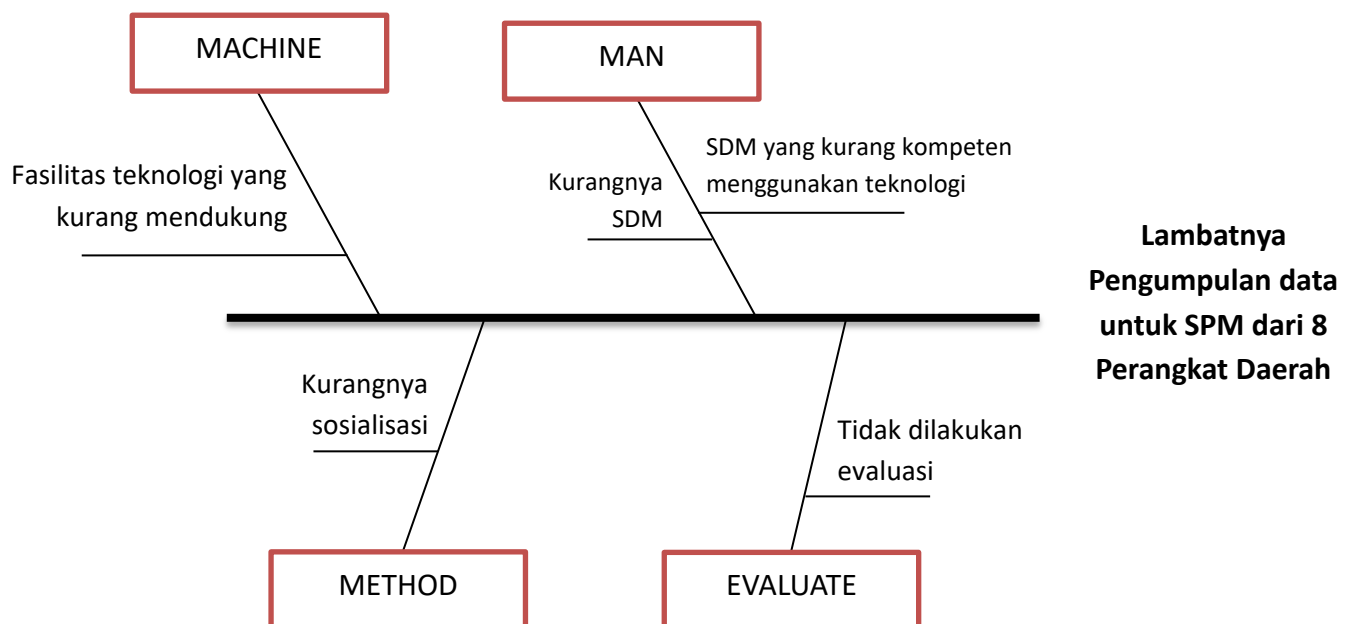 MACHINE
MAN
Fasilitas teknologi yang
kurang mendukung
Kurangnya
SDM
SDM yang kurang kompeten
menggunakan teknologi
Lambatnya
Pengumpulan data
untuk SPM dari 8
Perangkat Daerah
Kurangnya
sosialisasi
Tidak dilakukan
evaluasi
METHOD
EVALUATE